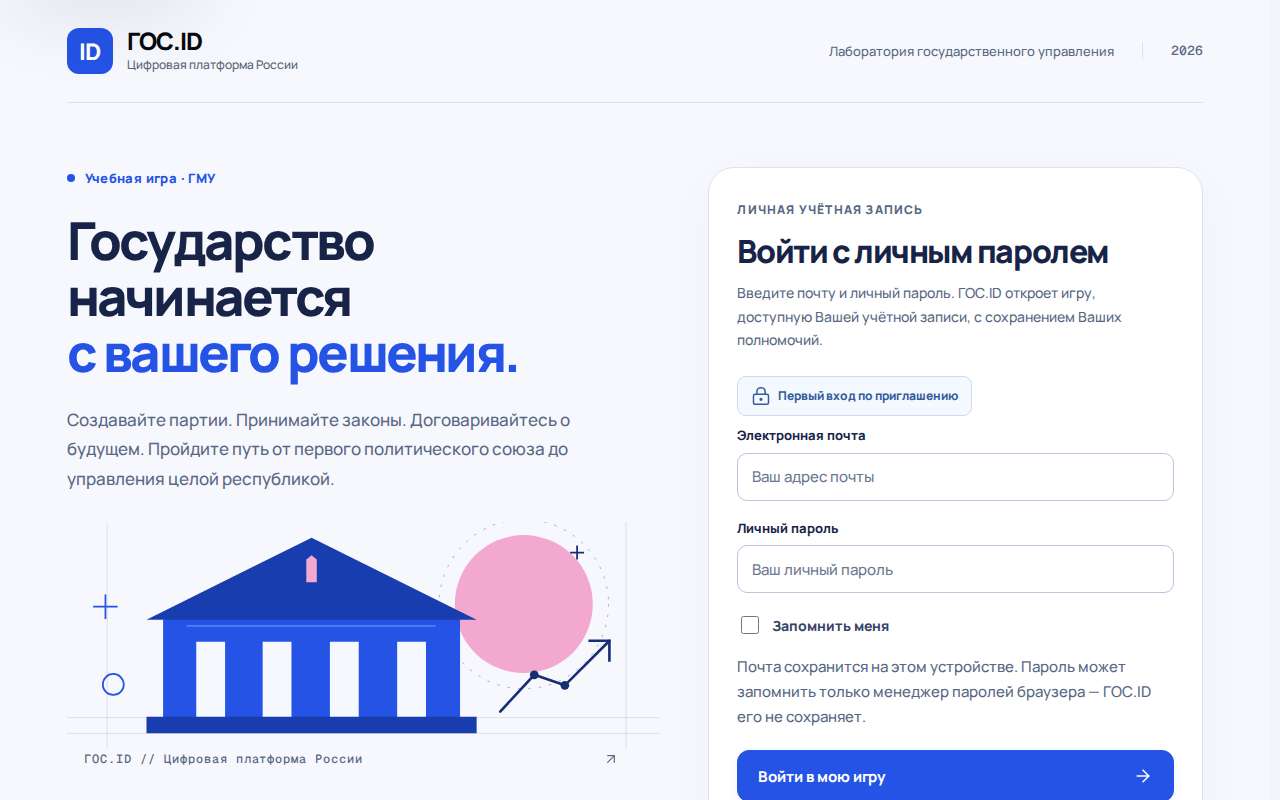 ID
ГОС.ID
Цифровая платформа России
Лаборатория государственного управления
2026
Учебная игра · ГМУ
Государство
начинается
с вашего решения.
Создавайте партии. Принимайте законы. Договаривайтесь о
будущем. Пройдите путь от первого политического союза до
управления целой республикой.
ГОС.ID // Цифровая платформа России
ЛИЧНАЯ УЧЁТНАЯ ЗАПИСЬ
Войти с личным паролем
Введите почту и личный пароль. ГОС.ID откроет игру,
доступную Вашей учётной записи, с сохранением Ваших
полномочий.
Первый вход по приглашению
Электронная почта
Ваш адрес почты
Личный пароль
Ваш личный пароль
Запомнить меня
Почта сохранится на этом устройстве. Пароль может
запомнить только менеджер паролей браузера — ГОС.ID
его не сохраняет.
Войти в мою игру